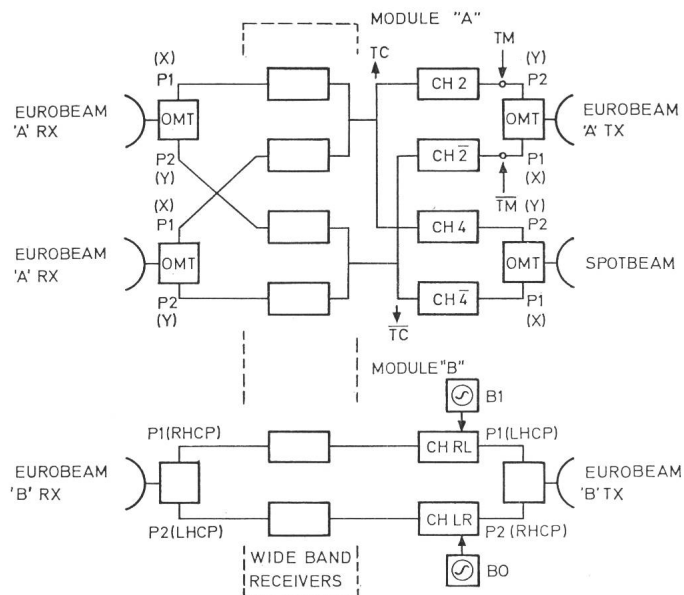 MODULE "A"
TC
TM
(X)
P1
(Y)
P2
CH 2
EUROBEAM
'A' RX
OMT
OMT
EUROBEAM
'A' TX
P2
(Y)
CH 2̅
P1
(X)
(X)
P1
T̅M̅
(Y)
P2
CH 4
EUROBEAM
'A' RX
OMT
OMT
SPOTBEAM
P2
(Y)
CH 4̅
P1
(X)
T̅C̅
MODULE "B"
B1
P1(RHCP)
CH RL
P1(LHCP)
EUROBEAM
'B' RX
EUROBEAM
'B' TX
P2(LHCP)
CH LR
P2 (RHCP)
WIDE BAND
RECEIVERS
B0